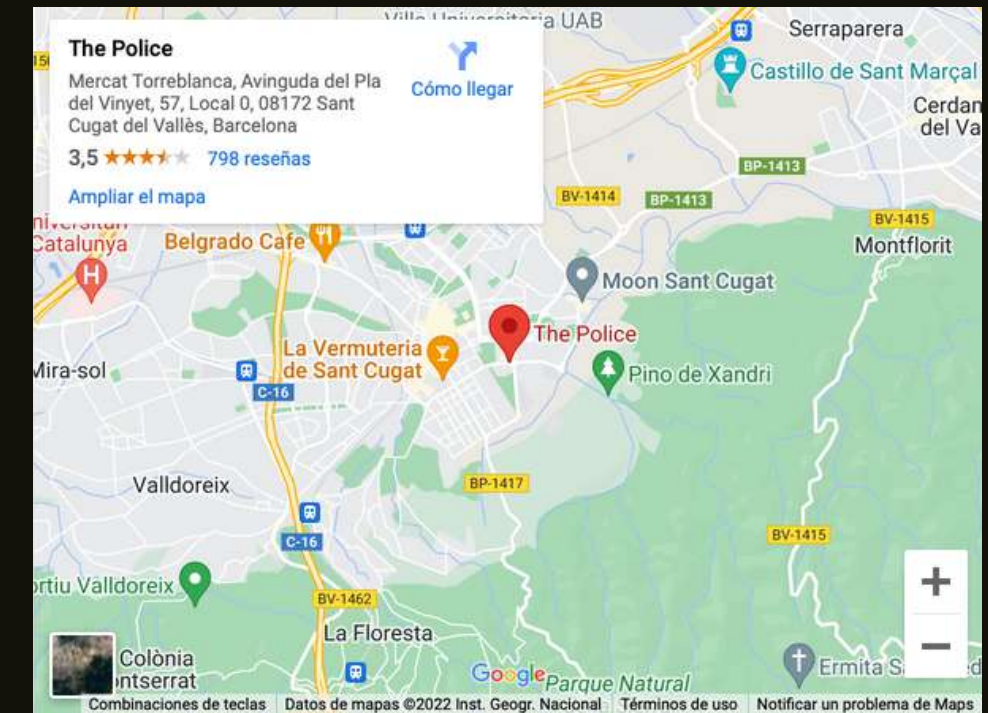 Villa Universitaria UAB
Serraparera
The Police
Mercat Torreblanca, Avinguda del Pla
del Vinyet, 57, Local 0, 08172 Sant
Cugat del Vallès, Barcelona
3,5
798 reseñas
Ampliar el mapa
Cómo llegar
Castillo de Sant Marçal
Cerdan
del Va
BP-1413
BV-1414
BP-1413
BV-1415
Montflorit
Catalunya
H
Belgrado Cafe
Moon Sant Cugat
The Police
La Vermuteria
de Sant Cugat
Pino de Xandri
Mira-sol
C-16
Valldoreix
BP-1417
C-16
BV-1415
ortiu Valldoreix
BV-1462
La Floresta
Colònia
ontserrat
Google
Parque Natural
Ermita S
Combinaciones de teclas
Datos de mapas ©2022 Inst. Geogr. Nacional
Términos de uso
Notificar un problema de Maps